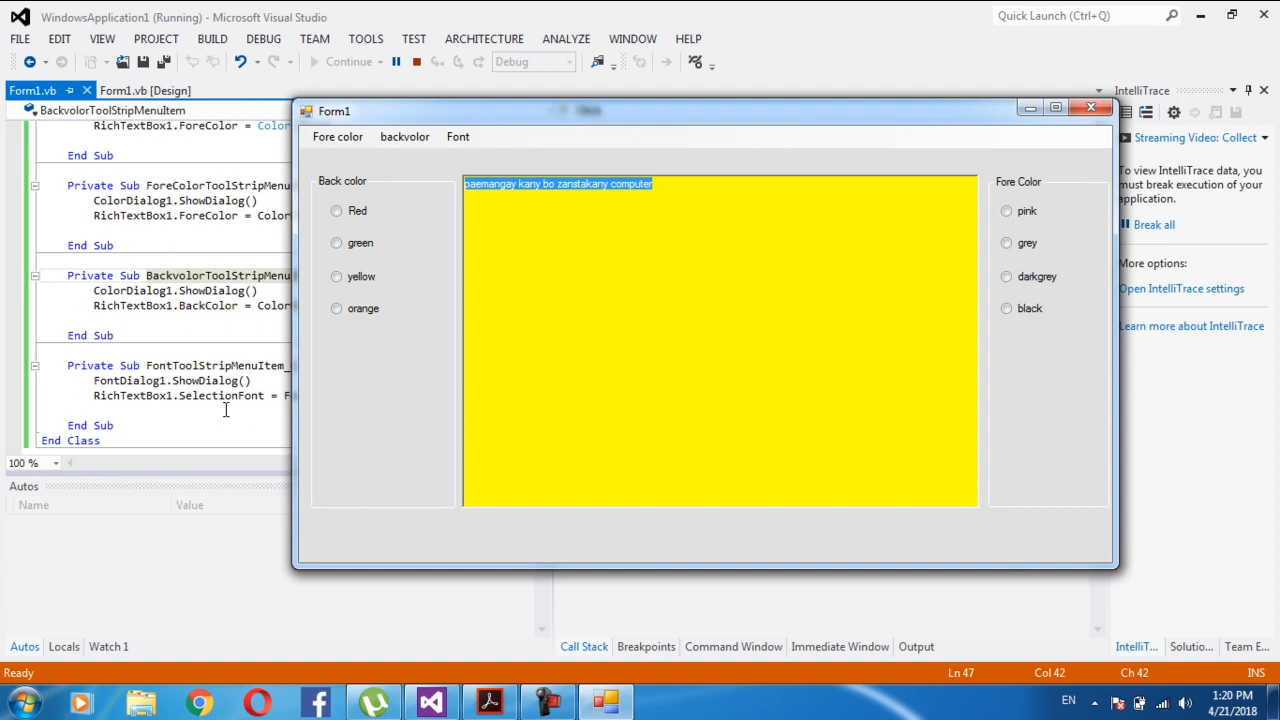 WindowsApplication1 (Running) - Microsoft Visual Studio
Quick Launch (Ctrl+Q)
FILE EDIT VIEW PROJECT BUILD DEBUG TEAM TOOLS TEST ARCHITECTURE ANALYZE WINDOW HELP
Continue Debug
Form1.vb Form1.vb [Design]
BackvolorToolStripMenuItem
RichTextBox1.ForeColor = Color
End Sub
Private Sub ForeColorToolStripMenu
ColorDialog1.ShowDialog()
RichTextBox1.ForeColor = Color
End Sub
Private Sub BackvolorToolStripMenu
ColorDialog1.ShowDialog()
RichTextBox1.BackColor = Color
End Sub
Private Sub FontToolStripMenuItem_
FontDialog1.ShowDialog()
RichTextBox1.SelectionFont = F
End Sub
End Class
100 %
Form1
Fore color backvolor Font
Back color
Red
green
yellow
orange
paemangay kany bo zanstakany computer
Fore Color
pink
grey
darkgrey
black
IntelliTrace
Streaming Video: Collect
To view IntelliTrace data, you
must break execution of your
application.
Break all
More options:
Open IntelliTrace settings
Learn more about IntelliTrace
Autos
Name Value
Autos Locals Watch 1
Call Stack Breakpoints Command Window Immediate Window Output
IntelliT... Solutio... Team E...
Ready Ln 47 Col 42 Ch 42 INS
EN
1:20 PM
4/21/2018